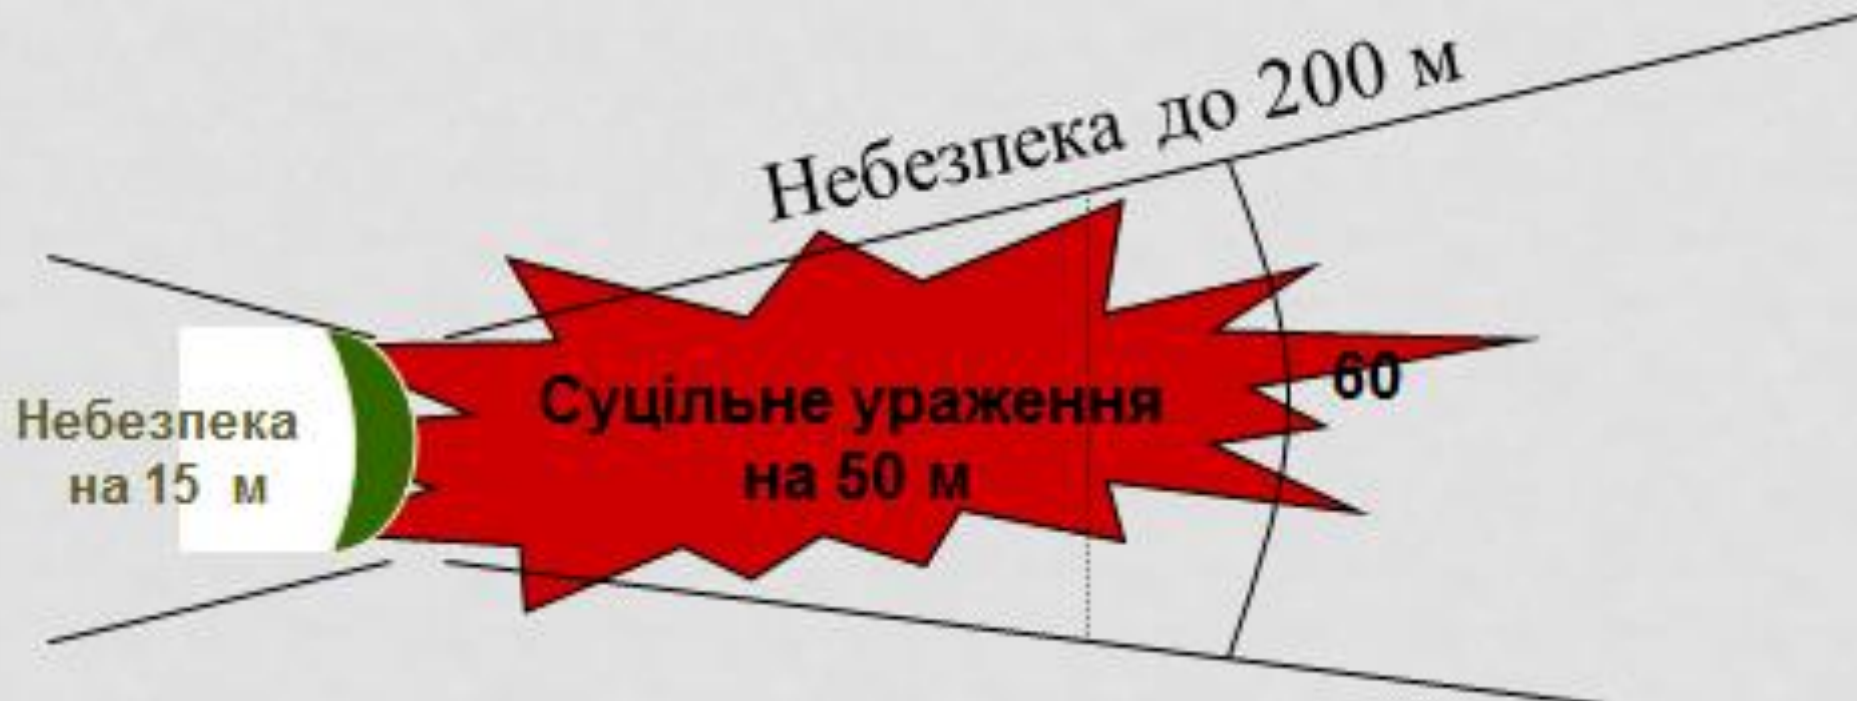 Небезпека до 200 м
Небезпека
на 15 м
Суцільне ураження
на 50 м
60